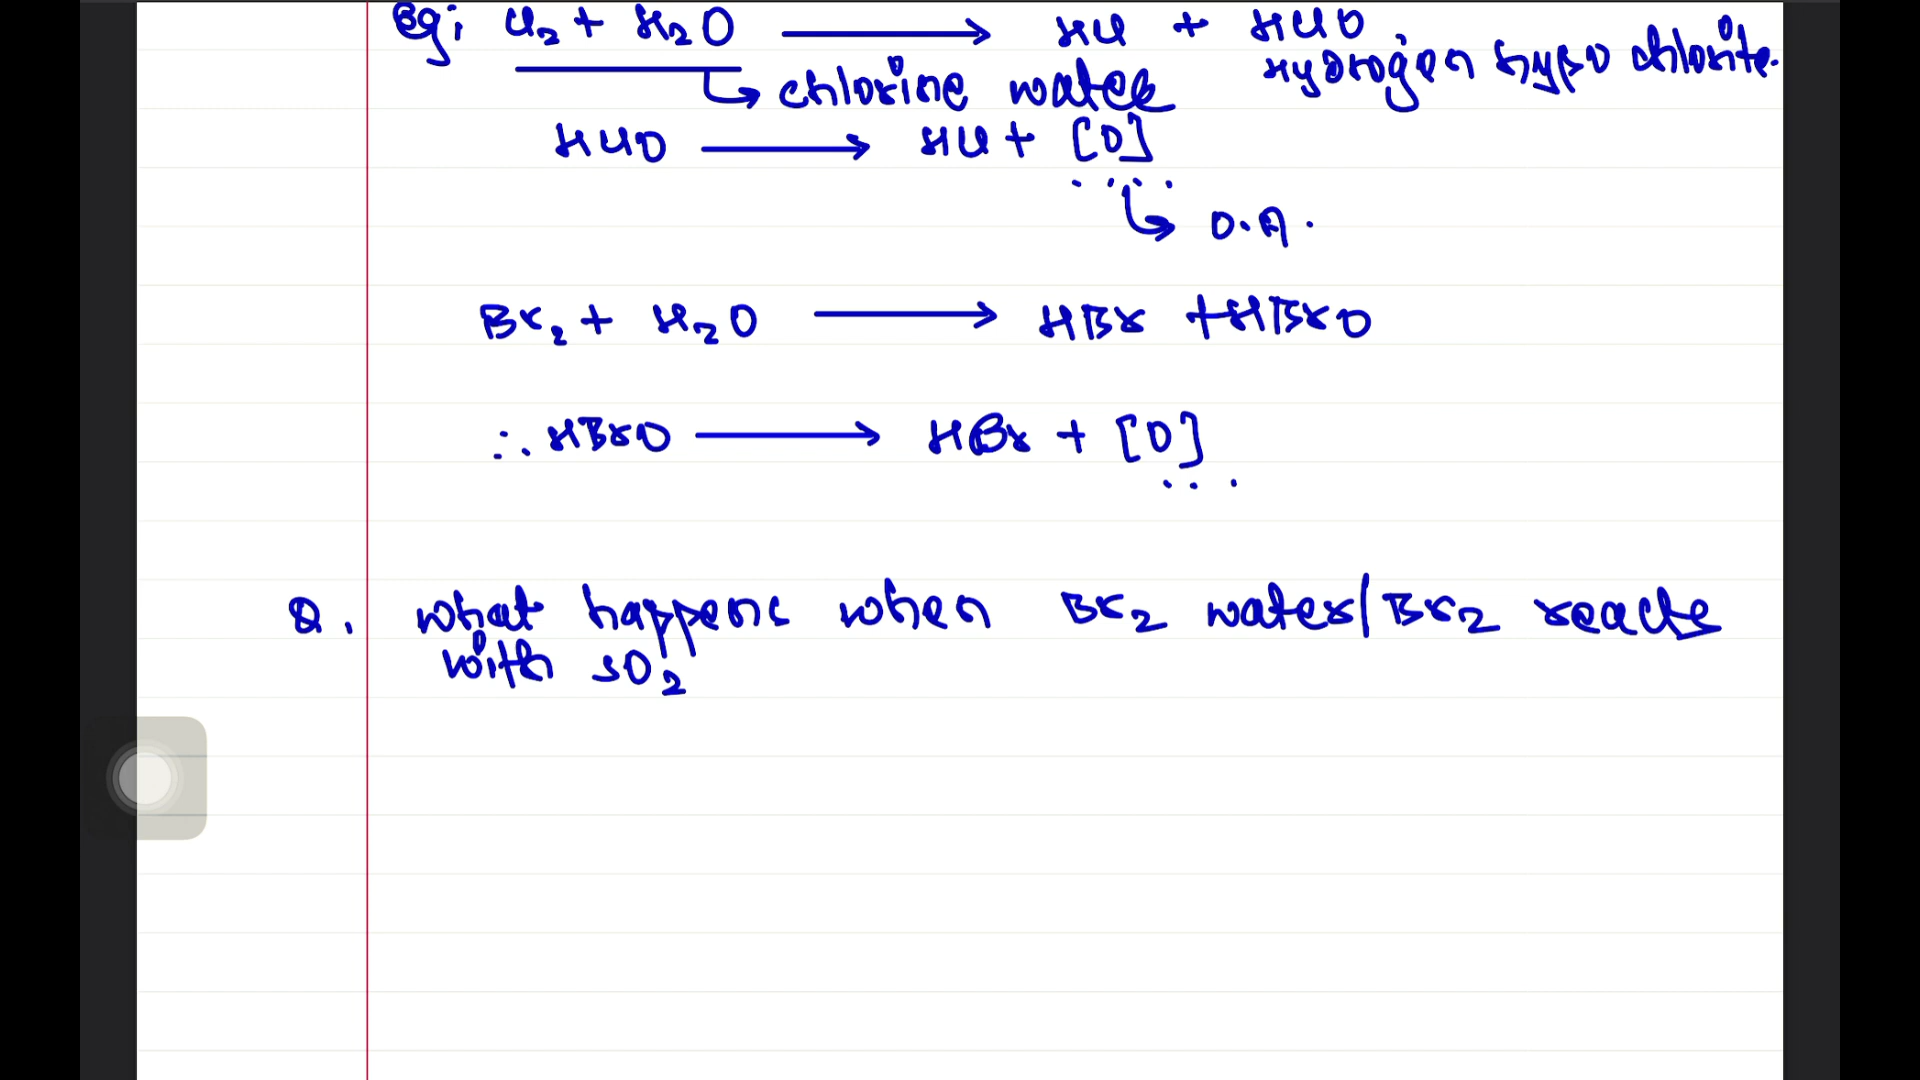 Eg: Cl2 + H2O → HCl + HClO
Hydrogen hypo chlorite.
↳ chlorine water
HClO → HCl + [O]
↳ O.A.
Br2 + H2O → HBr + HBrO
∴ HBrO → HBr + [O]
Q. what happens when Br2 water/Br2 reacts
with SO2